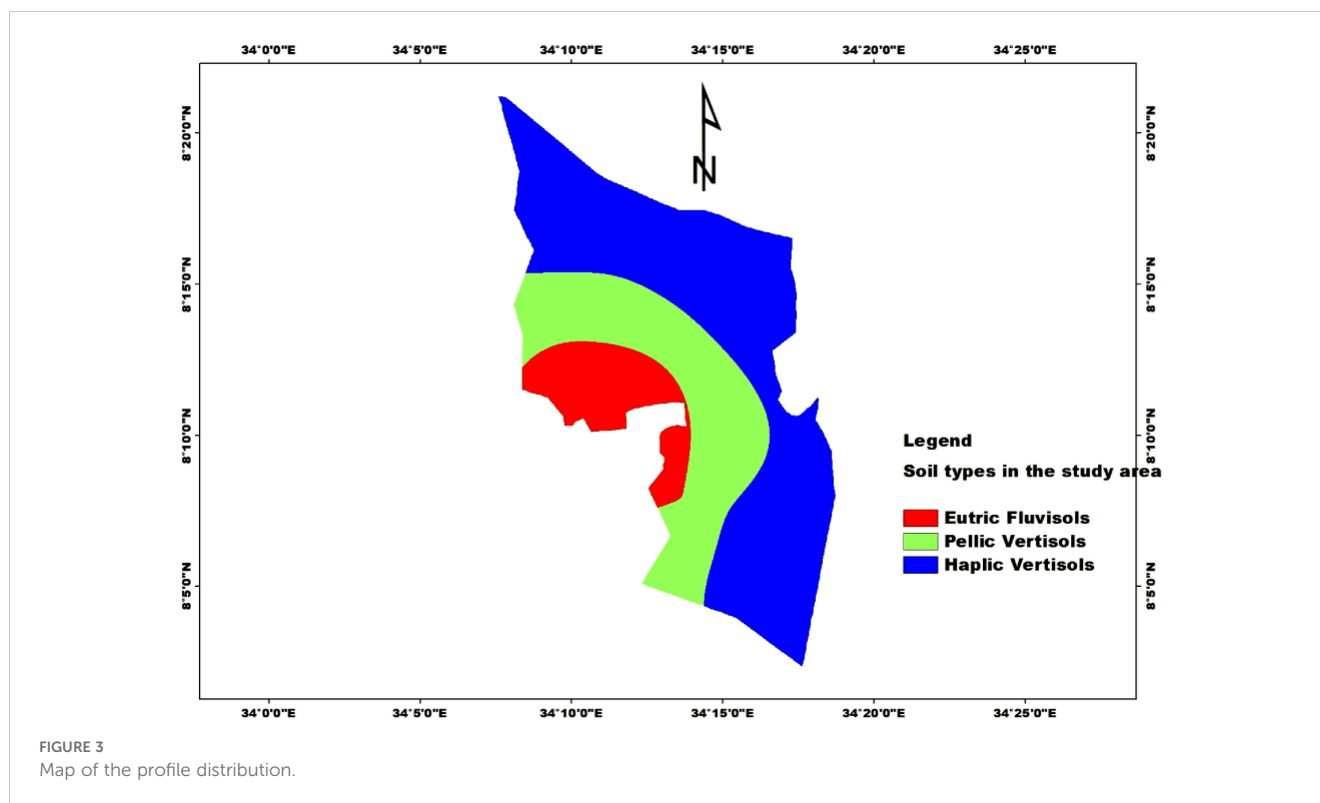 34°0'0"E 34°5'0"E 34°10'0"E 34°15'0"E 34°20'0"E 34°25'0"E
8°20'0"N 8°20'0"N
N
8°15'0"N 8°15'0"N
8°10'0"N 8°10'0"N
Legend
Soil types in the study area
Eutric Fluvisols
Pellic Vertisols
Haplic Vertisols
8°5'0"N 8°5'0"N
34°0'0"E 34°5'0"E 34°10'0"E 34°15'0"E 34°20'0"E 34°25'0"E
FIGURE 3
Map of the profile distribution.